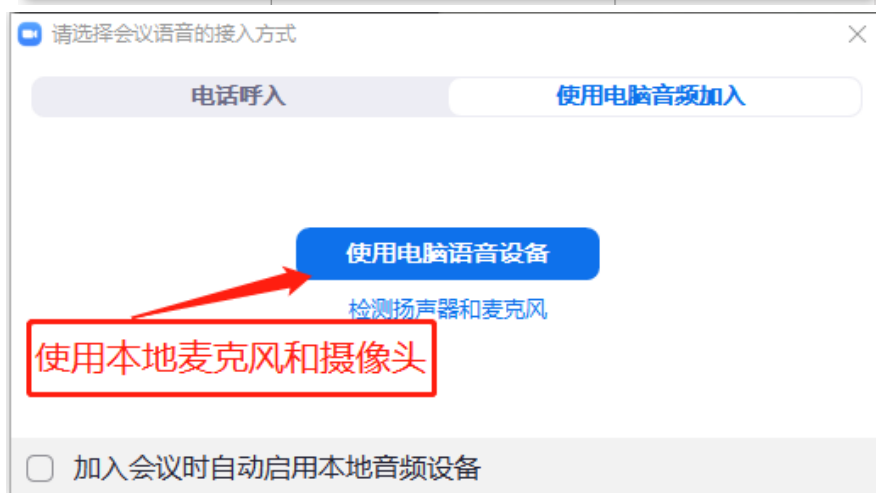 请选择会议语音的接入方式
电话呼入
使用电脑音频加入
使用电脑语音设备
检测扬声器和麦克风
使用本地麦克风和摄像头
加入会议时自动启用本地音频设备